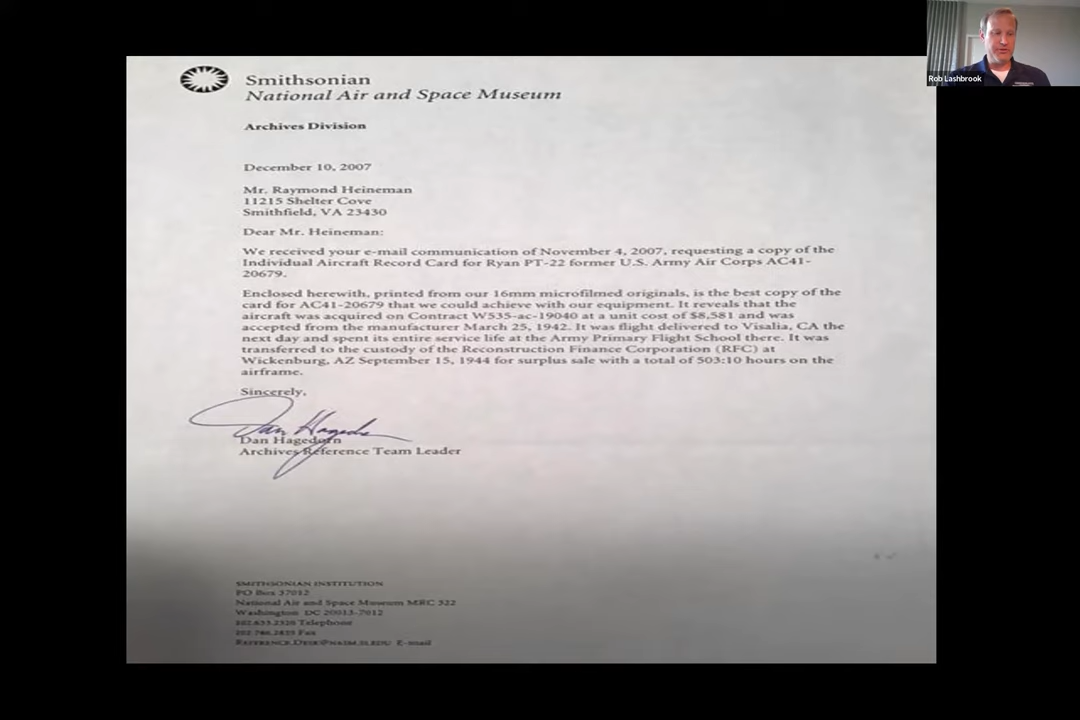 Smithsonian
National Air and Space Museum
Archives Division
December 10, 2007
Mr. Raymond Heineman
11215 Shelter Cove
Smithfield, VA 23430
Dear Mr. Heineman:
We received your e-mail communication of November 4, 2007, requesting a copy of the
Individual Aircraft Record Card for Ryan PT-22 former U.S. Army Air Corps AC41-
20679.
Enclosed herewith, printed from our 16mm microfilmed originals, is the best copy of the
card for AC41-20679 that we could achieve with our equipment. It reveals that the
aircraft was acquired on Contract W535-ac-19040 at a unit cost of $8,581 and was
accepted from the manufacturer March 25, 1942. It was flight delivered to Visalia, CA the
next day and spent its entire service life at the Army Primary Flight School there. It was
transferred to the custody of the Reconstruction Finance Corporation (RFC) at
Wickenburg, AZ September 15, 1944 for surplus sale with a total of 503:10 hours on the
airframe.
Sincerely,
Dan Hagedorn
Dan Hagedorn
Archives Reference Team Leader
SMITHSONIAN INSTITUTION
PO Box 37012
National Air and Space Museum MRC 322
Washington DC 20013-7012
Telephone
Fax
E-mail
Rob Lashbrook